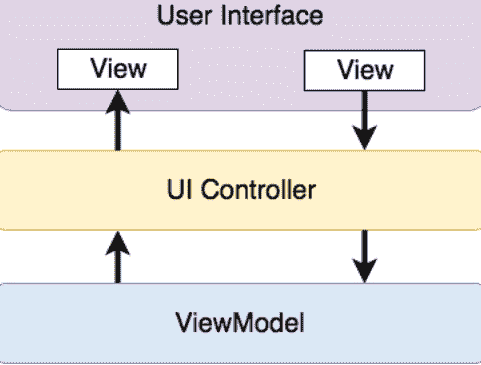 User Interface
View
View
UI Controller
ViewModel